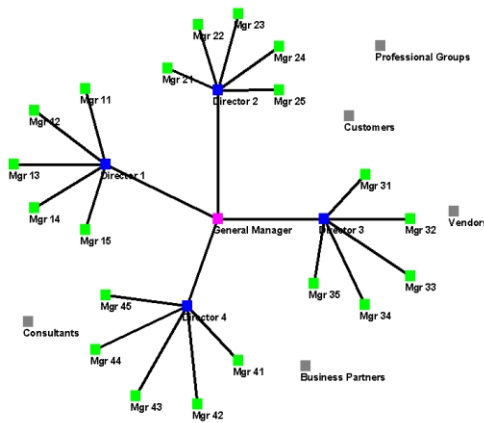 Mgr 23
Mgr 22
Professional Groups
Mgr 24
Mgr 21
Mgr 25
Mgr 11
Director 2
Mgr 12
Customers
Mgr 13
Director 1
Mgr 31
Mgr 14
Vendors
Mgr 32
General Manager
Director 3
Mgr 15
Mgr 33
Mgr 35
Mgr 45
Mgr 34
Director 4
Consultants
Mgr 44
Mgr 41
Business Partners
Mgr 43
Mgr 42